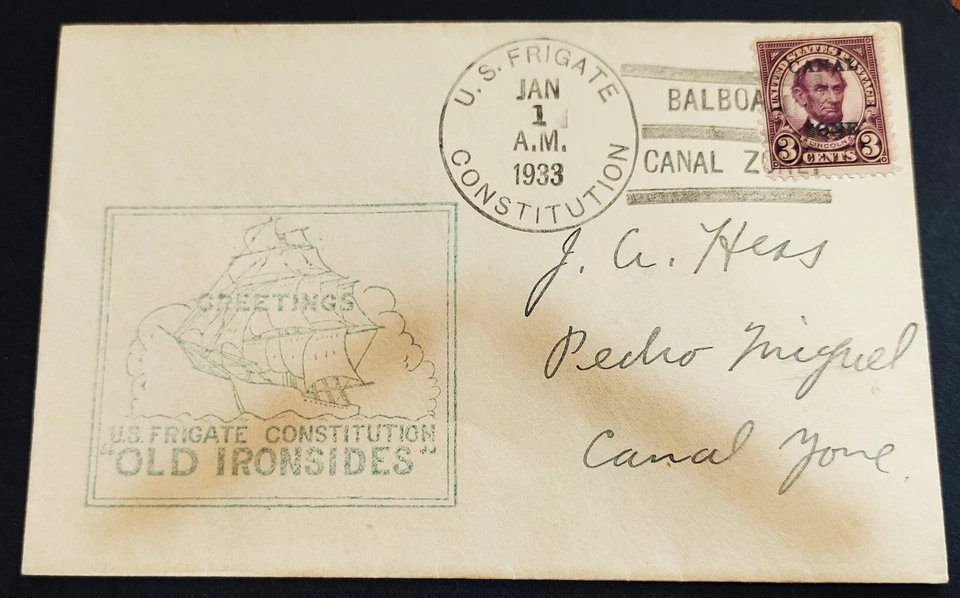 U.S. FRIGATE
JAN
1
A.M.
1933
CONSTITUTION
BALBOA
CANAL ZONE.
UNITED STATES POSTAGE
CANAL
ZONE
LINCOLN
3 CENTS 3
J. A. Hess
Pedro Miguel
Canal Zone
GREETINGS
U.S. FRIGATE CONSTITUTION
"OLD IRONSIDES"